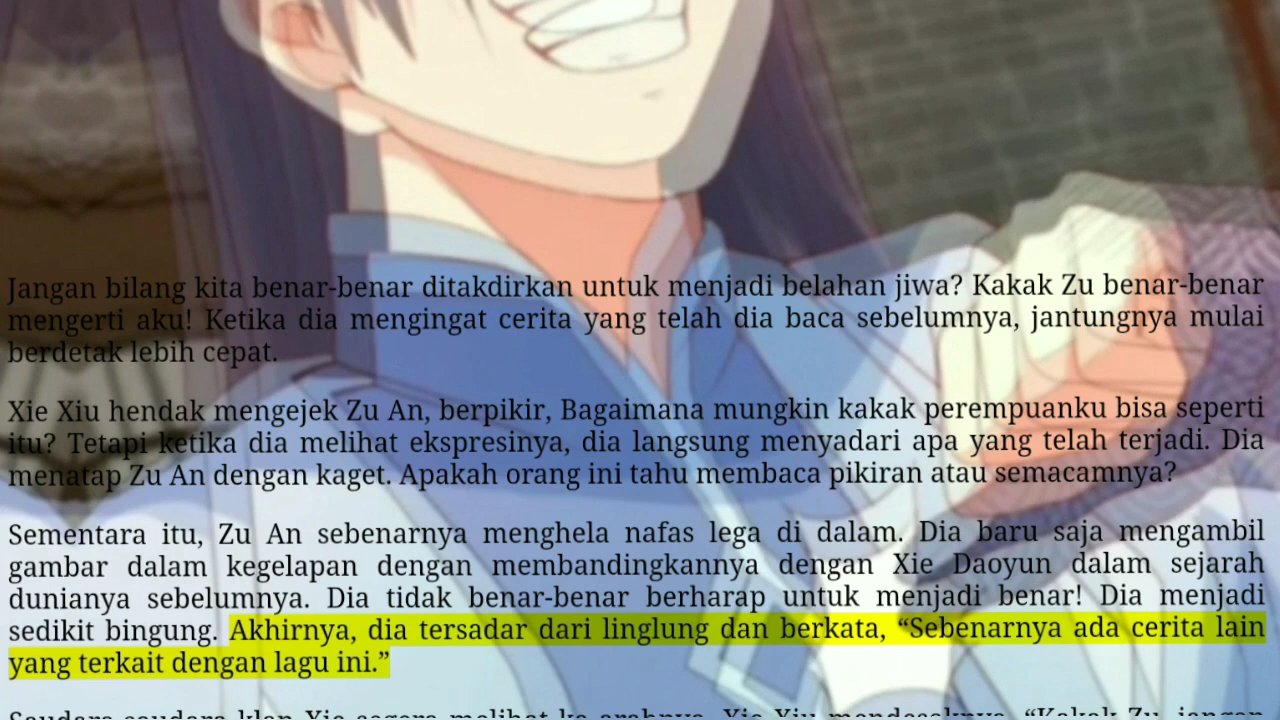 Jangan bilang kita benar-benar ditakdirkan untuk menjadi belahan jiwa? Kakak Zu benar-benar
mengerti aku! Ketika dia mengingat cerita yang telah dia baca sebelumnya, jantungnya mulai
berdetak lebih cepat.
Xie Xiu hendak mengejek Zu An, berpikir, Bagaimana mungkin kakak perempuanku bisa seperti
itu? Tetapi ketika dia melihat ekspresinya, dia langsung menyadari apa yang telah terjadi. Dia
menatap Zu An dengan kaget. Apakah orang ini tahu membaca pikiran atau semacamnya?
Sementara itu, Zu An sebenarnya menghela nafas lega di dalam. Dia baru saja mengambil
gambar dalam kegelapan dengan membandingkannya dengan Xie Daoyun dalam sejarah
dunianya sebelumnya. Dia tidak benar-benar berharap untuk menjadi benar! Dia menjadi
sedikit bingung. Akhirnya, dia tersadar dari linglung dan berkata, “Sebenarnya ada cerita lain
yang terkait dengan lagu ini.”